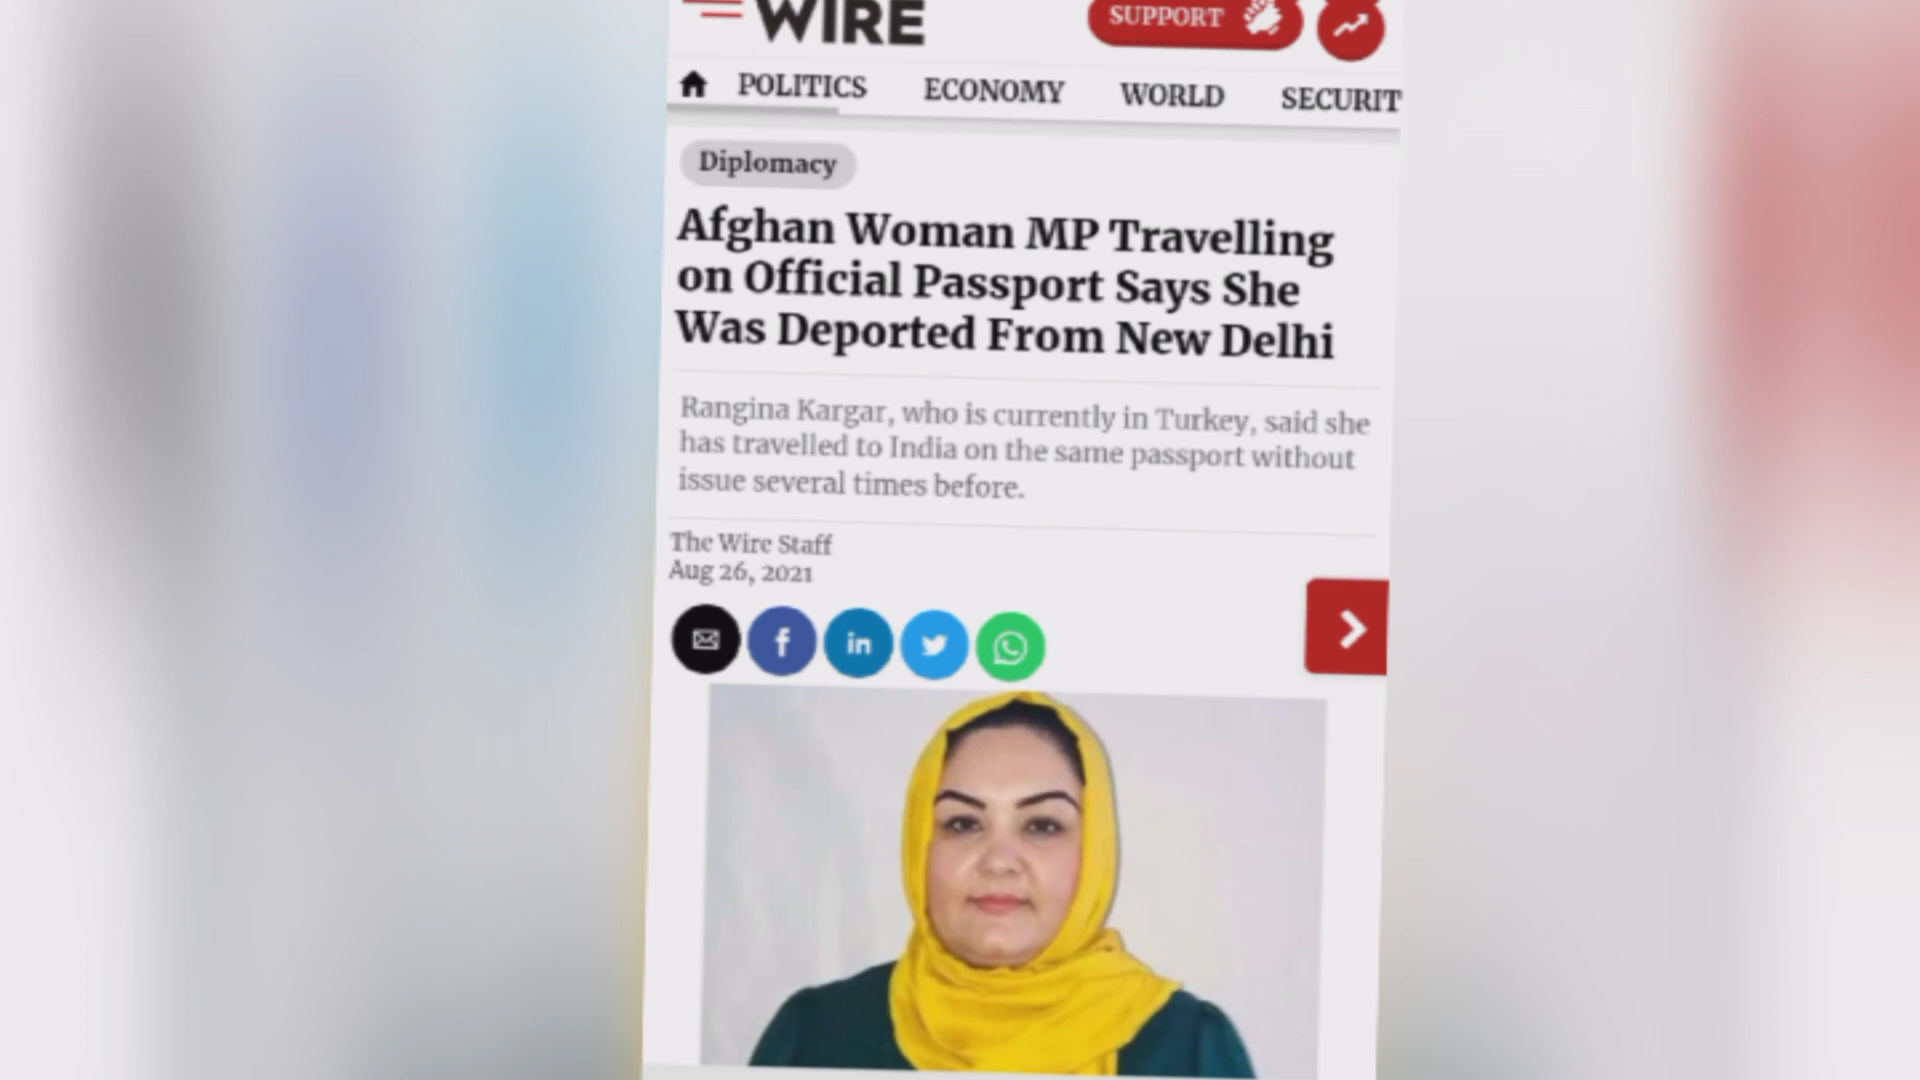 WIRE
SUPPORT
POLITICS ECONOMY WORLD SECURIT
Diplomacy
Afghan Woman MP Travelling
on Official Passport Says She
Was Deported From New Delhi
Rangina Kargar, who is currently in Turkey, said she
has travelled to India on the same passport without
issue several times before.
The Wire Staff
Aug 26, 2021
f
in